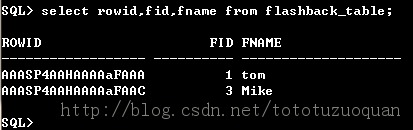 SQL> select rowid,fid,fname from flashback_table;
ROWID FID FNAME
------------------ ---------- ----------
AAASP4AAHAAAAaFAAA 1 tom
AAASP4AAHAAAAaFAAC 3 Mike
http://blog.csdn.net/tototuzuoquan
SQL>